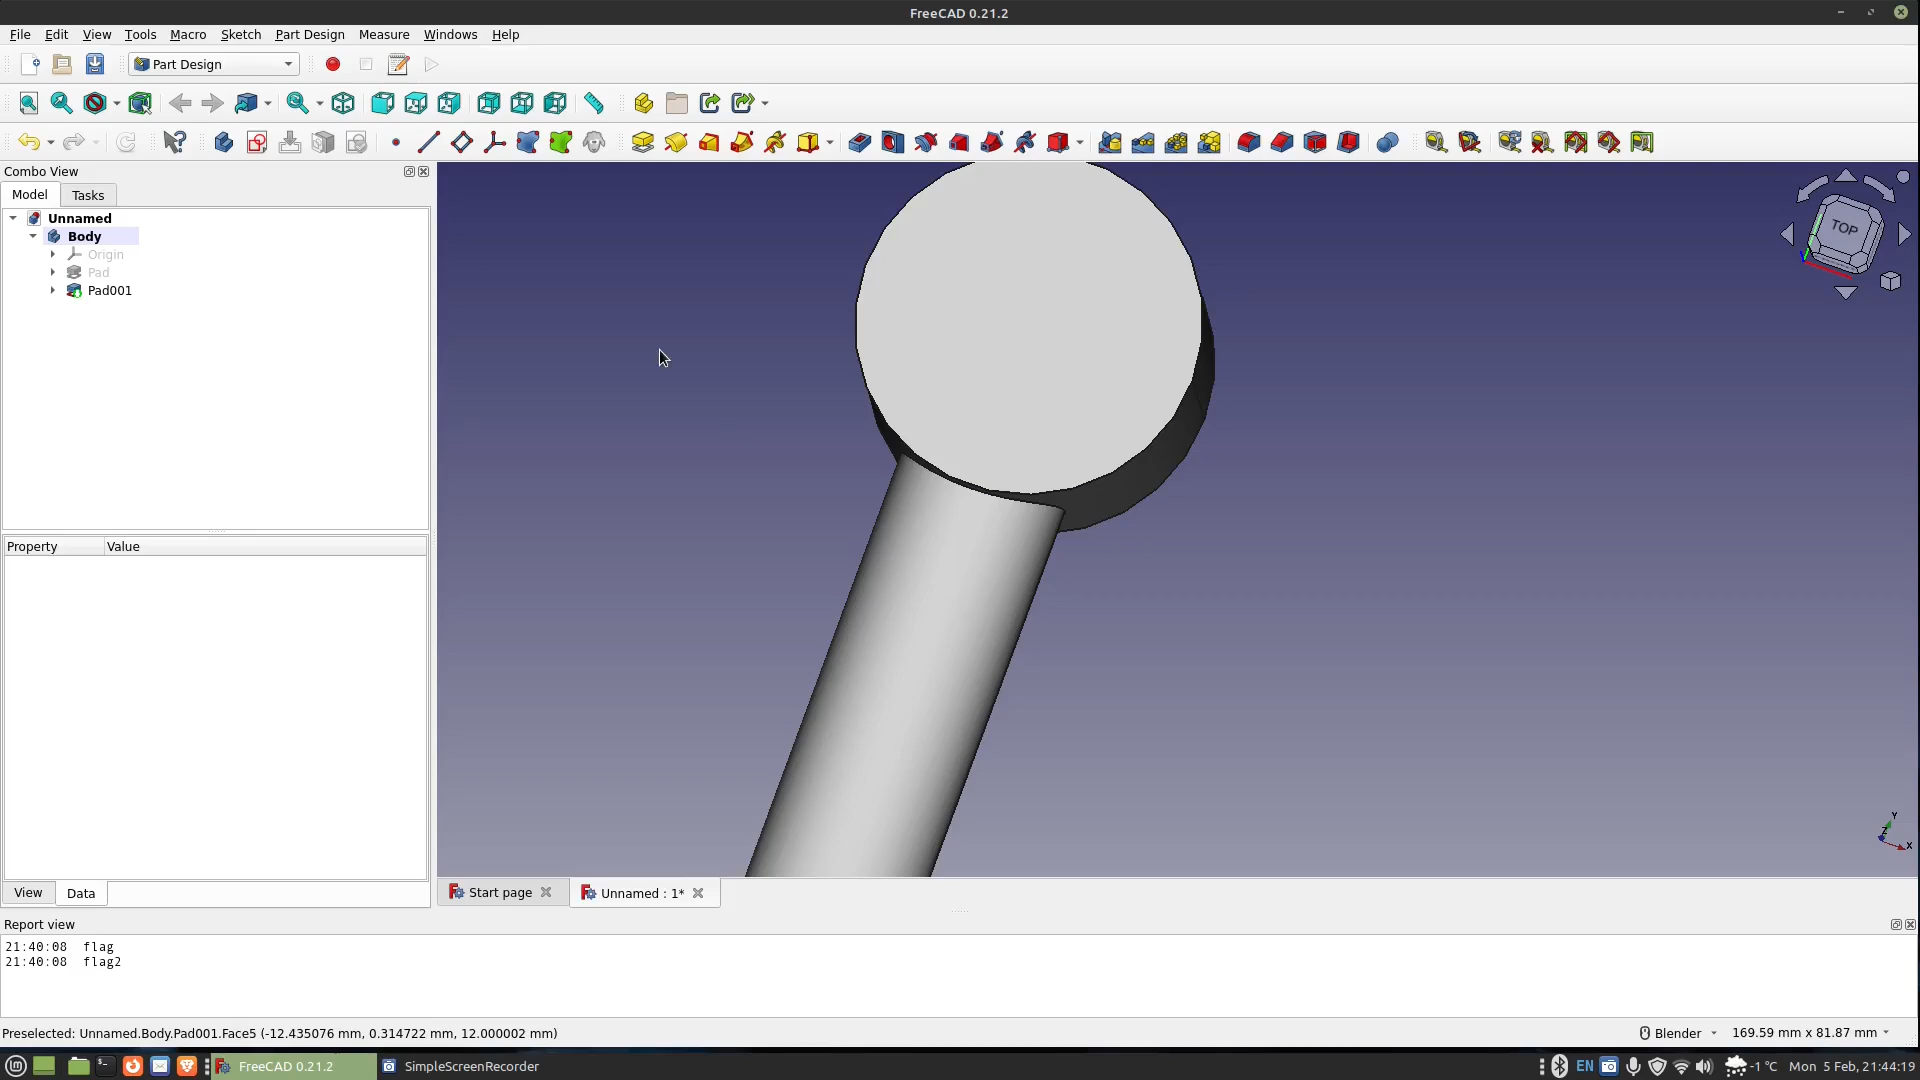 FreeCAD 0.21.2
File Edit View Tools Macro Sketch Part Design Measure Windows Help
Part Design
Combo View
Model Tasks
Unnamed
Body
Origin
Pad
Pad001
Property Value
View Data
TOP
Y
Z
X
Start page
Unnamed : 1*
Report view
21:40:08 flag
21:40:08 flag2
Preselected: Unnamed.Body.Pad001.Face5 (-12.435076 mm, 0.314722 mm, 12.000002 mm)
Blender
169.59 mm x 81.87 mm
FreeCAD 0.21.2
SimpleScreenRecorder
EN
-1 °C
Mon 5 Feb, 21:44:19